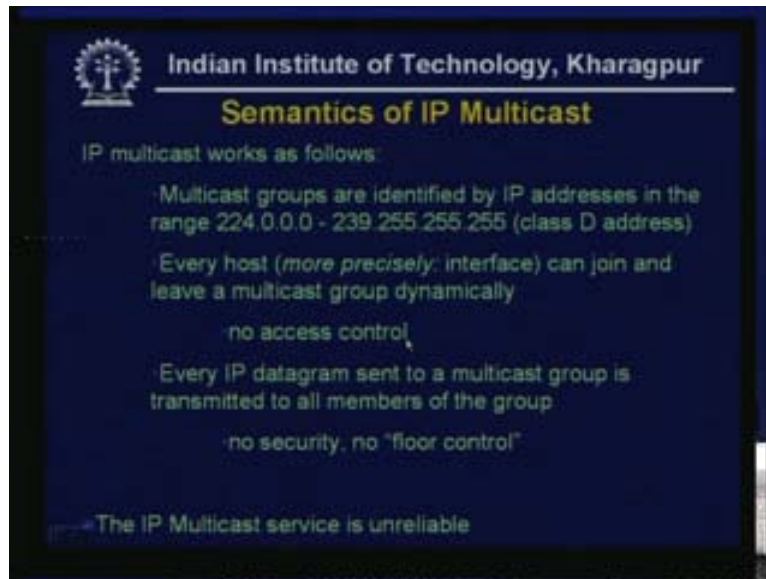 Indian Institute of Technology, Kharagpur
Semantics of IP Multicast
IP multicast works as follows:
·Multicast groups are identified by IP addresses in the
range 224.0.0.0 - 239.255.255.255 (class D address)
·Every host (more precisely: interface) can join and
leave a multicast group dynamically
·no access control
·Every IP datagram sent to a multicast group is
transmitted to all members of the group
·no security, no "floor control"
The IP Multicast service is unreliable